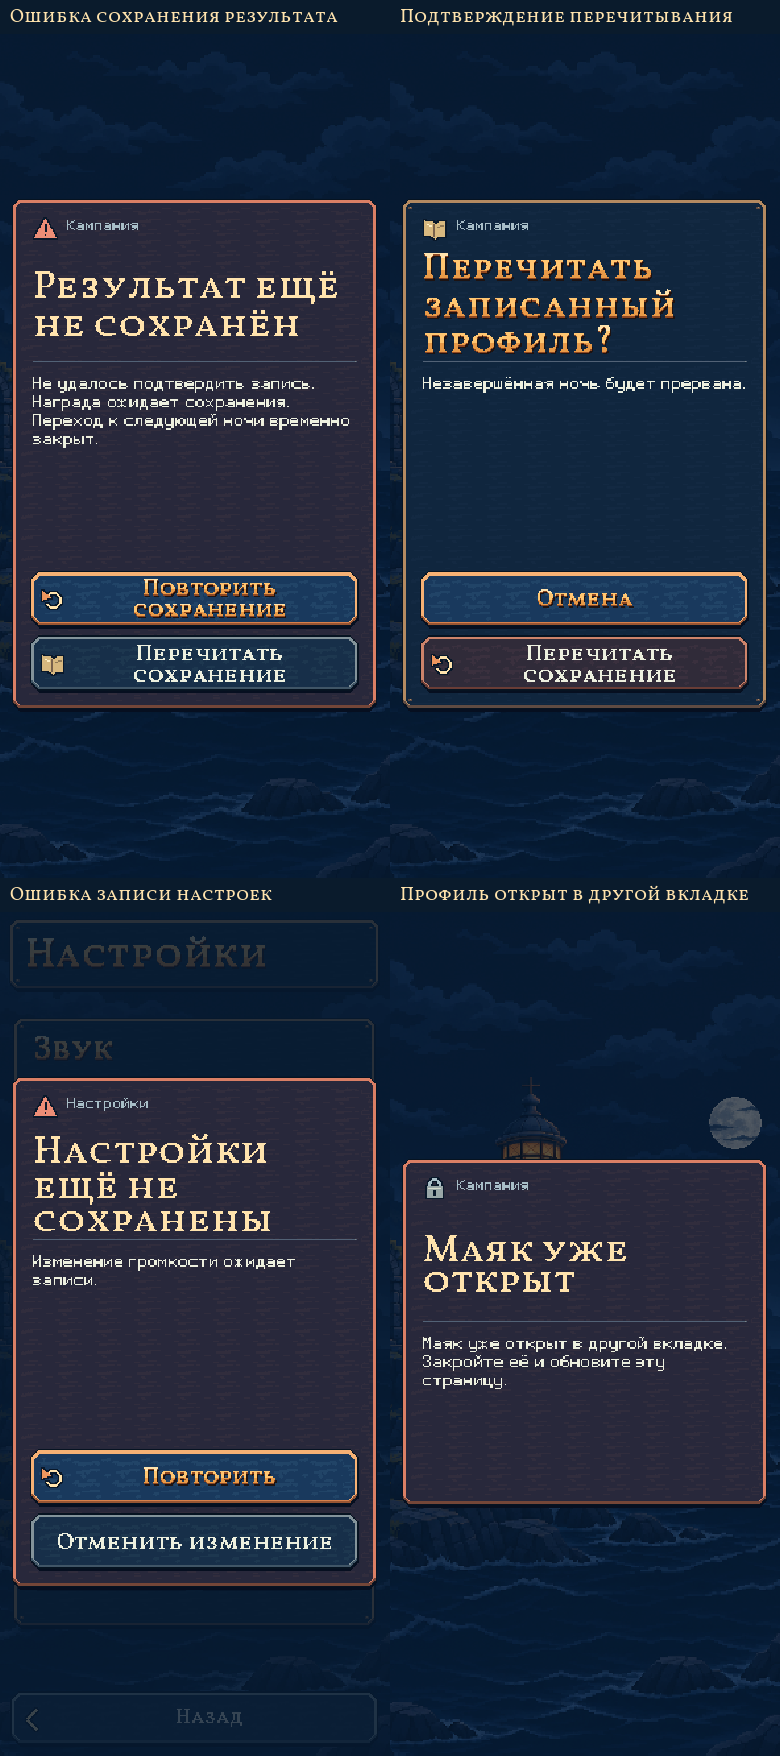 Ошибка сохранения результата
Кампания
Результат ещё
не сохранён
Не удалось подтвердить запись.
Награда ожидает сохранения.
Переход к следующей ночи временно
закрыт.
Повторить
сохранение
Перечитать
сохранение
Подтверждение перечитывания
Кампания
Перечитать
записанный
профиль?
Незавершённая ночь будет прервана.
Отмена
Перечитать
сохранение
Ошибка записи настроек
Настройки
Звук
Настройки
Настройки
ещё не
сохранены
Изменение громкости ожидает
записи.
Повторить
Отменить изменение
Назад
Профиль открыт в другой вкладке
Кампания
Маяк уже
открыт
Маяк уже открыт в другой вкладке.
Закройте её и обновите эту
страницу.